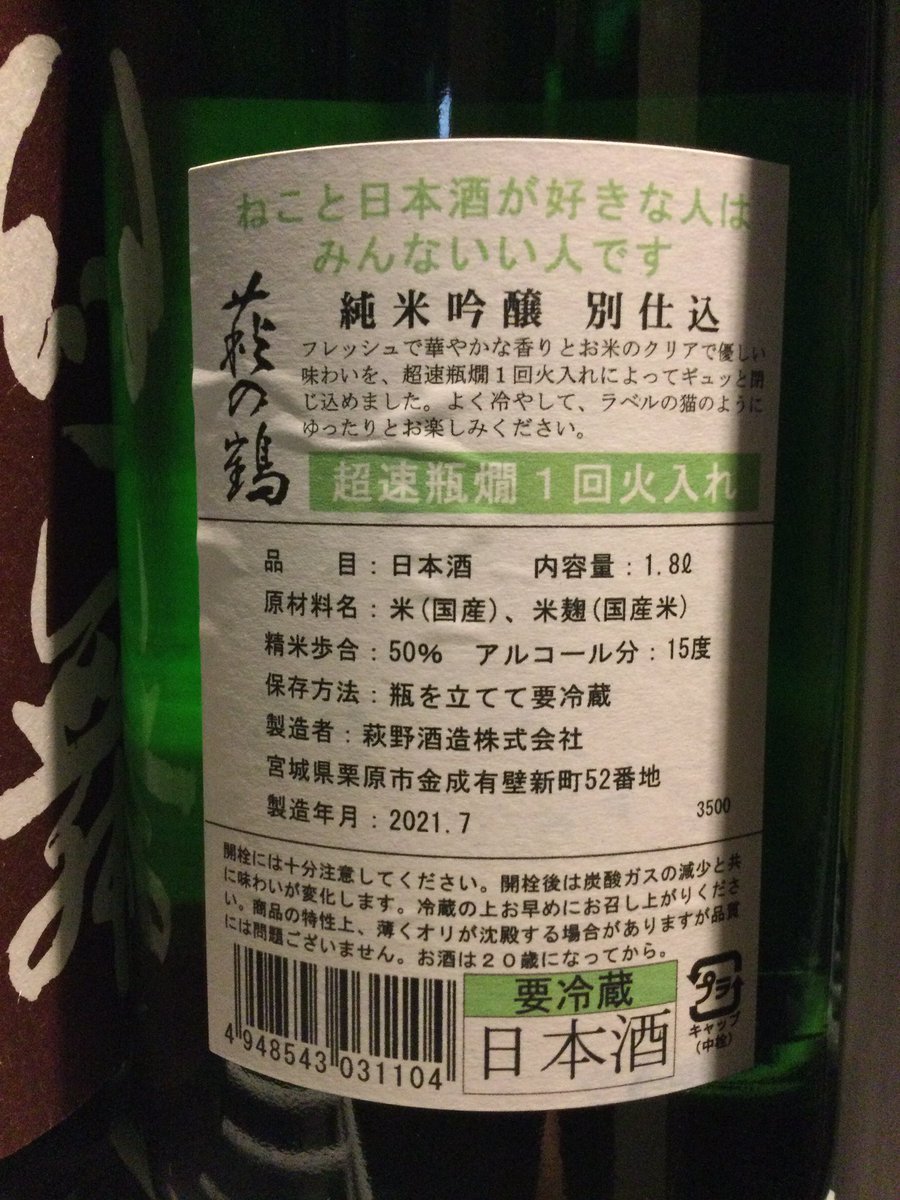 ねこと日本酒が好きな人は
みんないい人です
萩の鶴
純米吟醸 別仕込
フレッシュで華やかな香りとお米のクリアで優しい
味わいを、超速瓶燗1回火入れによってギュッと閉
じ込めました。よく冷やして、ラベルの猫のように
ゆったりとお楽しみください。
超速瓶燗1回火入れ
品 目：日本酒 内容量：1.8ℓ
原材料名：米(国産)、米麹(国産米)
精米歩合：50% アルコール分：15度
保存方法：瓶を立てて要冷蔵
製造者：萩野酒造株式会社
宮城県栗原市金成有壁新町52番地
製造年月：2021.7
3500
開栓には十分注意してください。開栓後は炭酸ガスの減少と共
に味わいが変化します。冷蔵の上お早めにお召し上がりくださ
い。商品の特性上、薄くオリが沈殿する場合がありますが品質
には問題ございません。お酒は20歳になってから。
4 948543 031104
要冷蔵
日本酒
プラ
キャップ
(中栓)